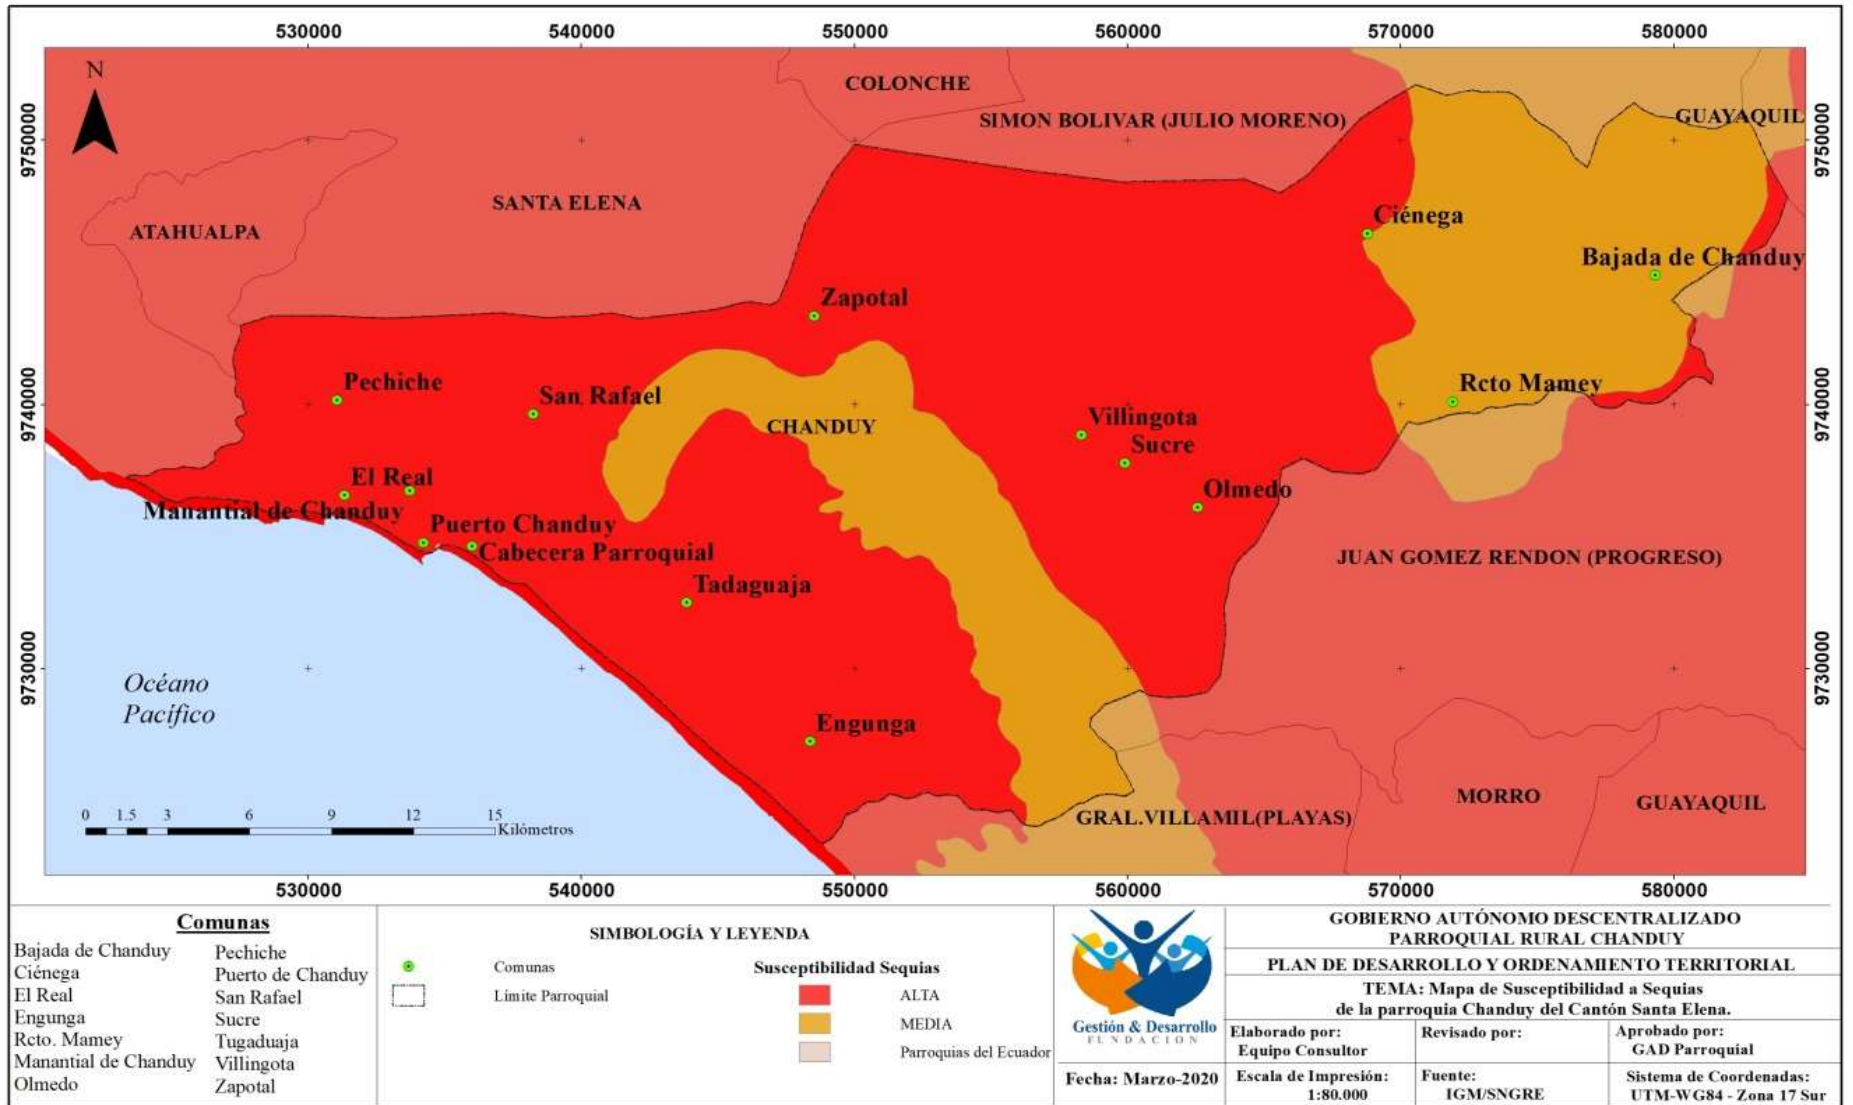 530000 540000 550000 560000 570000 580000
N
COLONCHE
SIMON BOLIVAR (JULIO MORENO)
GUAYAQUIL
9750000 9750000
SANTA ELENA
ATAHUALPA
Ciénega
Bajada de Chanduy
Zapotal
Pechiche
San Rafael
Rcto Mamey
9740000 9740000
CHANDUY
Villingota
Sucre
El Real
Olmedo
Manantial de Chanduy
Puerto Chanduy
Cabecera Parroquial
JUAN GOMEZ RENDON (PROGRESO)
Tadaguaja
9730000 9730000
Océano
Pacífico
Engunga
MORRO
GUAYAQUIL
GRAL.VILLAMIL(PLAYAS)
0 1.5 3 6 9 12 15
Kilómetros
530000 540000 550000 560000 570000 580000
Comunas
Bajada de Chanduy
Ciénega
El Real
Engunga
Rcto. Mamey
Manantial de Chanduy
Olmedo
Pechiche
Puerto de Chanduy
San Rafael
Sucre
Tugaduaja
Villingota
Zapotal
SIMBOLOGÍA Y LEYENDA
Comunas
Límite Parroquial
Susceptibilidad Sequias
ALTA
MEDIA
Parroquias del Ecuador
Gestión & Desarrollo
FUNDACION
Fecha: Marzo-2020
GOBIERNO AUTÓNOMO DESCENTRALIZADO
PARROQUIAL RURAL CHANDUY
PLAN DE DESARROLLO Y ORDENAMIENTO TERRITORIAL
TEMA: Mapa de Susceptibilidad a Sequias
de la parroquia Chanduy del Cantón Santa Elena.
Elaborado por:
Equipo Consultor
Revisado por:
Aprobado por:
GAD Parroquial
Escala de Impresión:
1:80.000
Fuente:
IGM/SNGRE
Sistema de Coordenadas:
UTM-WG84 - Zona 17 Sur